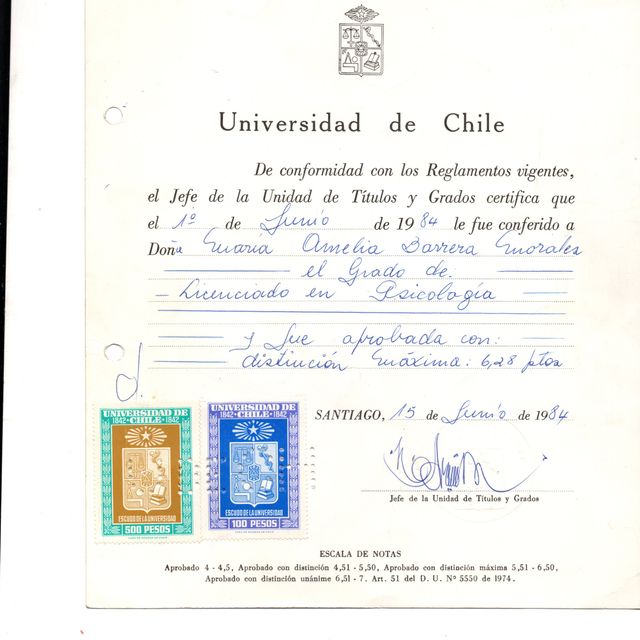 Universidad de Chile
De conformidad con los Reglamentos vigentes,
el Jefe de la Unidad de Títulos y Grados certifica que
el 1º de Junio de 1984 le fue conferido a
Doña María Amelia Barrera Morales
el Grado de.
Licenciado en Psicología
y fue aprobada con:
distinción máxima: 6,28 ptos
SANTIAGO, 15 de Junio de 1984
Jefe de la Unidad de Títulos y Grados
UNIVERSIDAD DE
1842-CHILE-1842
ESCUDO DE LA UNIVERSIDAD
500 PESOS
UNIVERSIDAD DE
1842-CHILE-1842
ESCUDO DE LA UNIVERSIDAD
100 PESOS
ESCALA DE NOTAS
Aprobado 4 - 4,5, Aprobado con distinción 4,51 - 5,50, Aprobado con distinción máxima 5,51 - 6,50,
Aprobado con distinción unánime 6,51 - 7. Art. 51 del D. U. Nº 5550 de 1974.